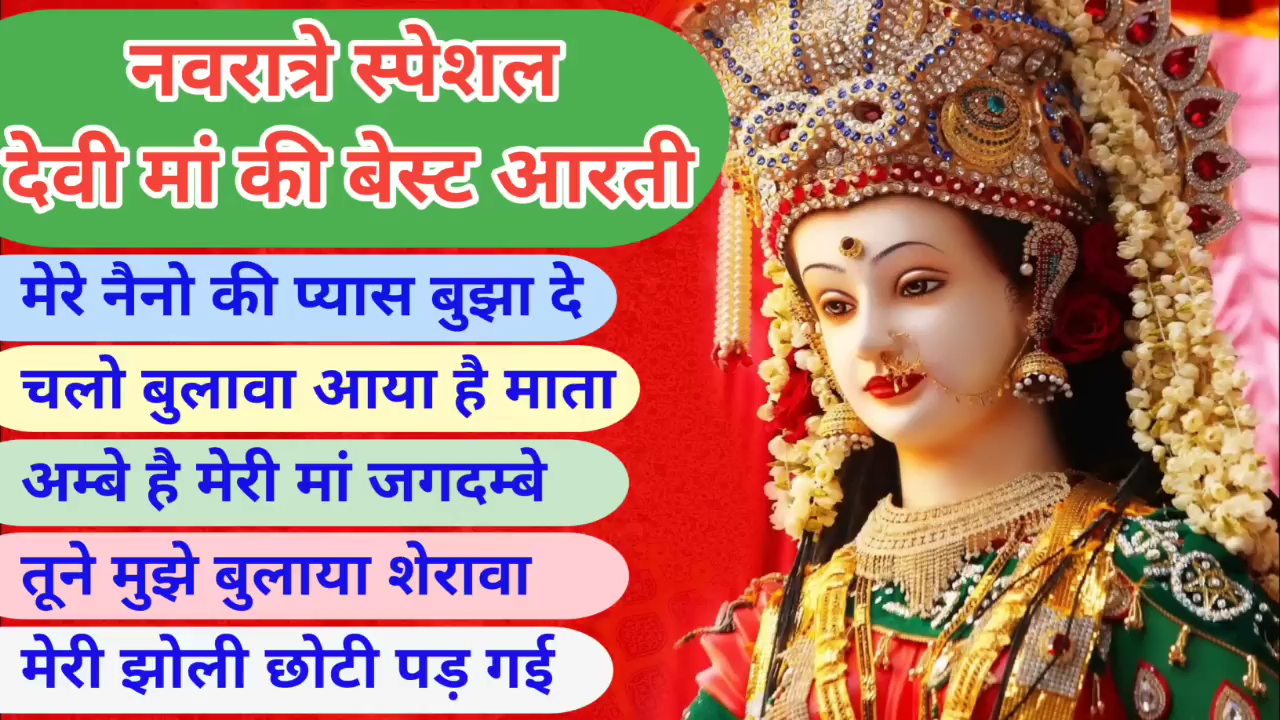 नवरात्रे स्पेशल
देवी मां की बेस्ट आरती
मेरे नैनो की प्यास बुझा दे
चलो बुलावा आया है माता
अम्बे है मेरी मां जगदम्बे
तूने मुझे बुलाया शेरावा
मेरी झोली छोटी पड़ गई